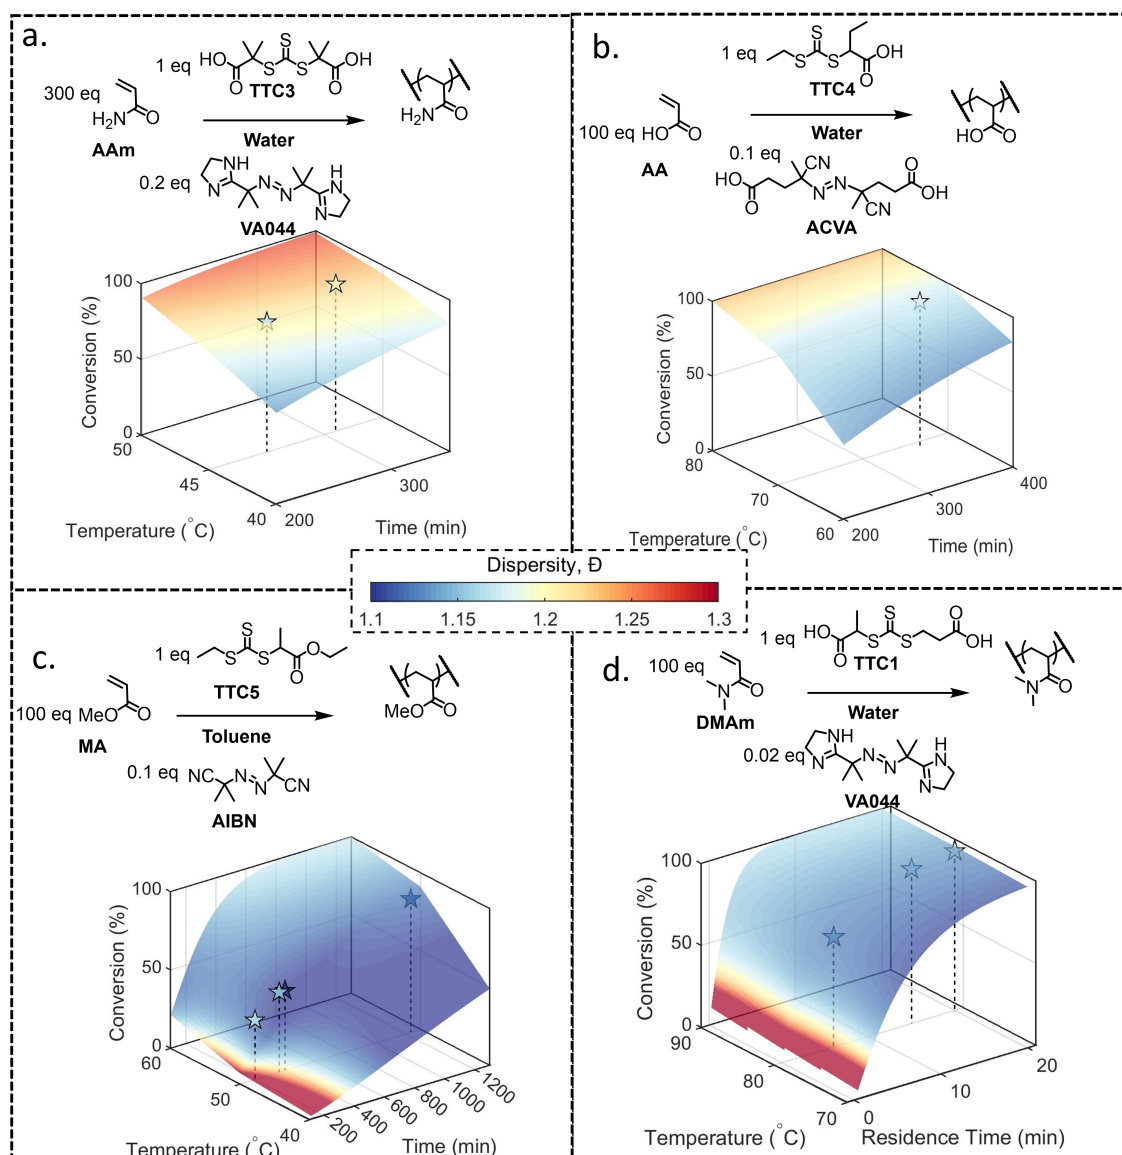 a.
1 eq
HO
O
S
S
S
OH
O
TTC3
300 eq
H₂N
O
AAm
Water
H₂N
O
0.2 eq
NH
N
N
N
H
N
N
VA044
100
50
0
Conversion (%)
50
45
40
Temperature (°C)
200
300
Time (min)
b.
1 eq
S
S
S
OH
O
TTC4
100 eq
HO
O
AA
Water
HO
O
0.1 eq
CN
HO
O
N
N
O
OH
CN
ACVA
100
50
0
Conversion (%)
80
70
60
Temperature (°C)
200
300
400
Time (min)
Dispersity, Đ
1.1
1.15
1.2
1.25
1.3
c.
1 eq
S
S
S
O
O
TTC5
100 eq
MeO
O
MA
Toluene
MeO
O
0.1 eq
NC
N
N
CN
AIBN
100
50
0
Conversion (%)
60
50
40
Temperature (°C)
200
400
600
800
1000
1200
Time (min)
d.
1 eq
HO
O
S
S
S
O
OH
TTC1
100 eq
N
O
DMAm
Water
N
O
0.02 eq
NH
N
N
N
H
N
N
VA044
100
50
0
Conversion (%)
90
80
70
Temperature (°C)
0
10
20
Residence Time (min)